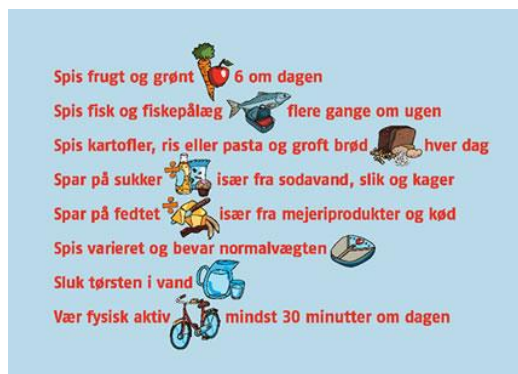 Spis frugt og grønt 6 om dagen
Spis fisk og fiskepålæg flere gange om ugen
Spis kartofler, ris eller pasta og groft brød hver dag
Spar på sukker især fra sodavand, slik og kager
Spar på fedtet især fra mejeriprodukter og kød
Spis varieret og bevar normalvægten
Sluk tørsten i vand
Vær fysisk aktiv mindst 30 minutter om dagen